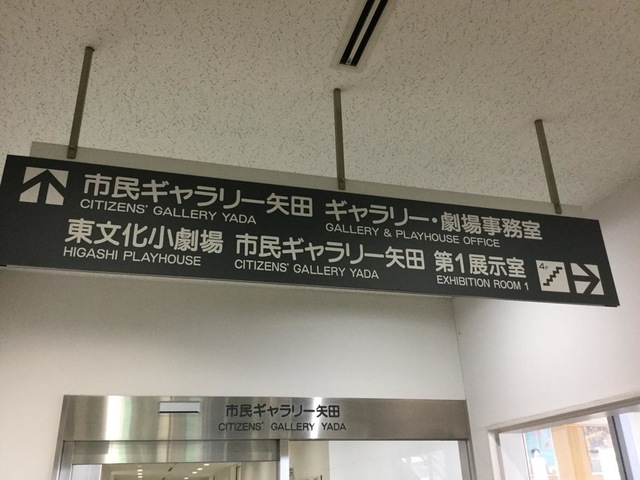 市民ギャラリー矢田 ギャラリー・劇場事務室
CITIZENS' GALLERY YADA GALLERY & PLAYHOUSE OFFICE
東文化小劇場 市民ギャラリー矢田 第1展示室
HIGASHI PLAYHOUSE CITIZENS' GALLERY YADA EXHIBITION ROOM 1
4F
市民ギャラリー矢田
CITIZENS' GALLERY YADA